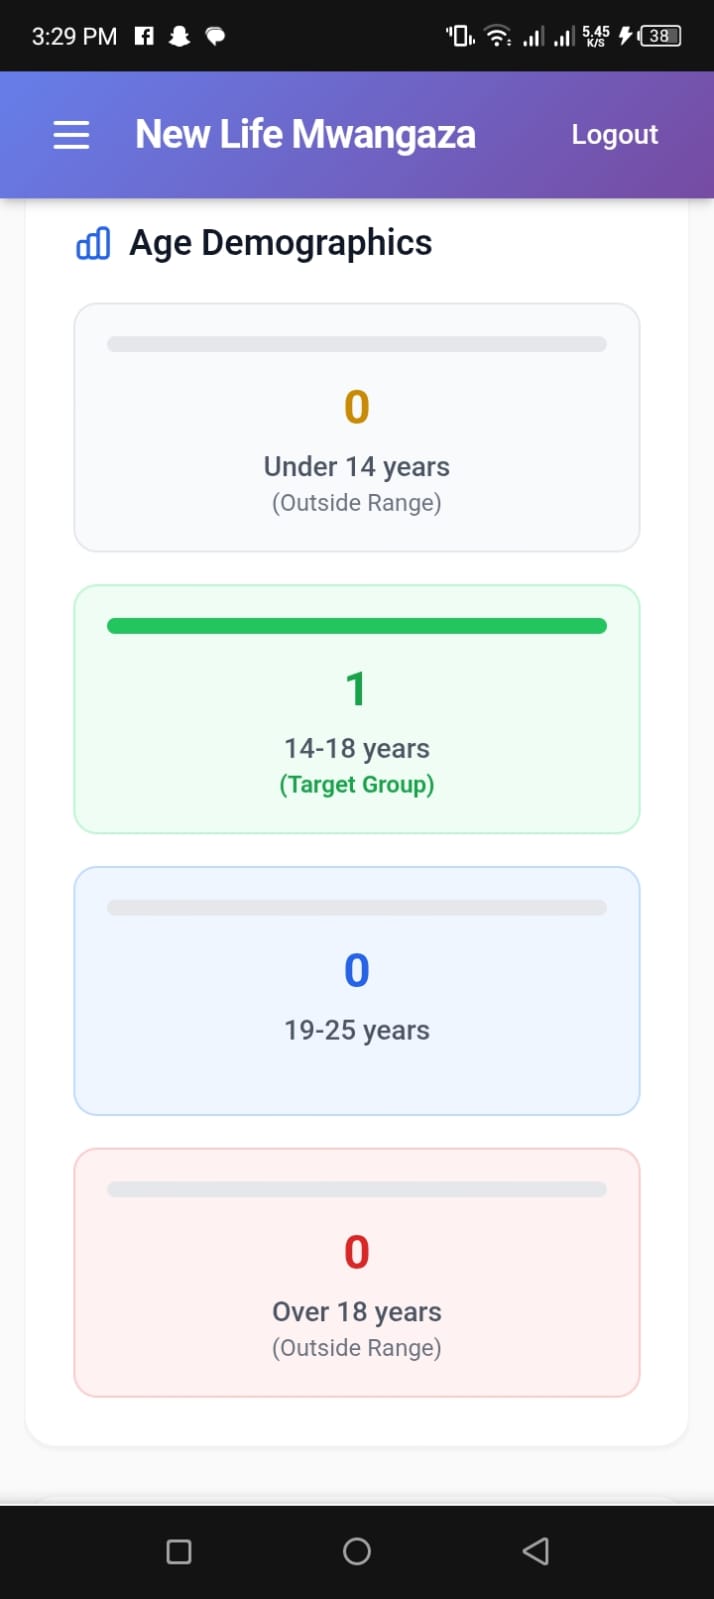 3:29 PM 5.45 K/S 38
New Life Mwangaza Logout
Age Demographics
0
Under 14 years
(Outside Range)
1
14-18 years
(Target Group)
0
19-25 years
0
Over 18 years
(Outside Range)